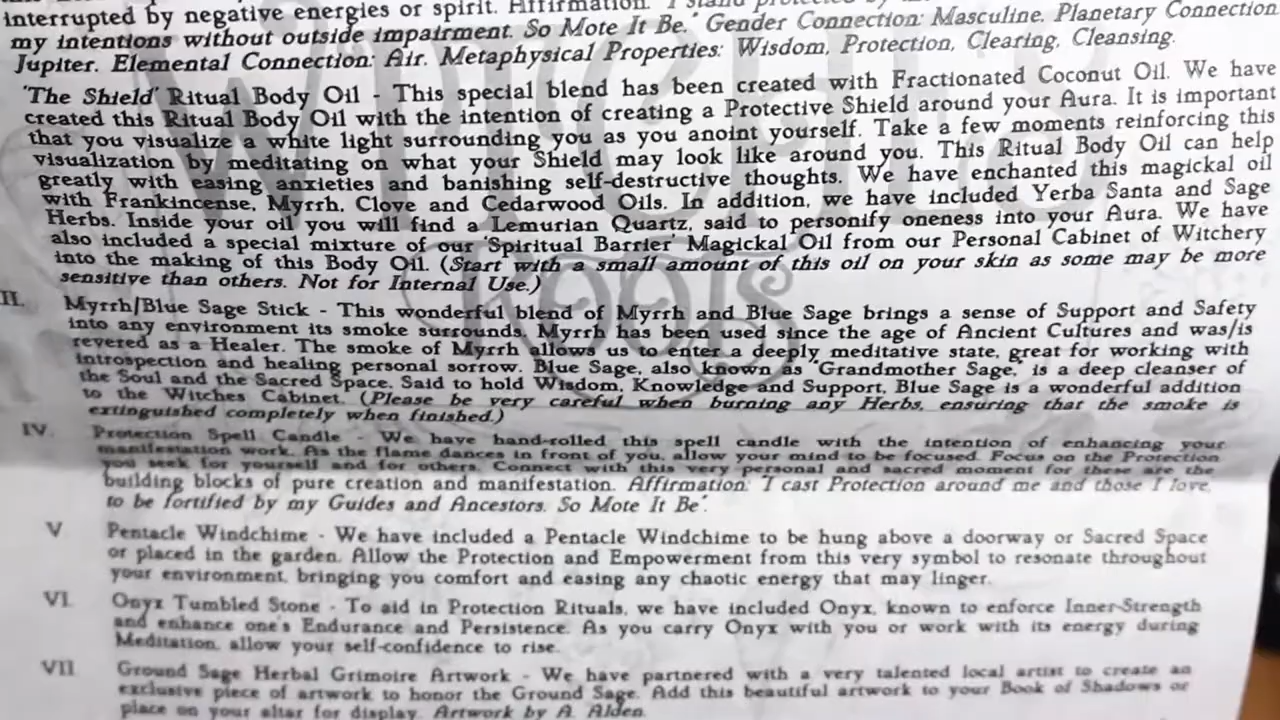 interrupted by negative energies or spirit. Affirmation: 'I stand protected by
my intentions without outside impairment. So Mote It Be.' Gender Connection: Masculine. Planetary Connection:
Jupiter. Elemental Connection: Air. Metaphysical Properties: Wisdom, Protection, Clearing, Cleansing.
'The Shield' Ritual Body Oil - This special blend has been created with Fractionated Coconut Oil. We have
created this Ritual Body Oil with the intention of creating a Protective Shield around your Aura. It is important
that you visualize a white light surrounding you as you anoint yourself. Take a few moments reinforcing this
visualization by meditating on what your Shield may look like around you. This Ritual Body Oil can help
greatly with easing anxieties and banishing self-destructive thoughts. We have enchanted this magickal oil
with Frankincense, Myrrh, Clove and Cedarwood Oils. In addition, we have included Yerba Santa and Sage
Herbs. Inside your oil you will find a Lemurian Quartz, said to personify oneness into your Aura. We have
also included a special mixture of our 'Spiritual Barrier' Magickal Oil from our Personal Cabinet of Witchery
into the making of this Body Oil. (Start with a small amount of this oil on your skin as some may be more
sensitive than others. Not for Internal Use.)
II. Myrrh/Blue Sage Stick - This wonderful blend of Myrrh and Blue Sage brings a sense of Support and Safety
into any environment its smoke surrounds. Myrrh has been used since the age of Ancient Cultures and was/is
revered as a Healer. The smoke of Myrrh allows us to enter a deeply meditative state, great for working with
introspection and healing personal sorrow. Blue Sage, also known as 'Grandmother Sage,' is a deep cleanser of
the Soul and the Sacred Space. Said to hold Wisdom, Knowledge and Support, Blue Sage is a wonderful addition
to the Witches Cabinet. (Please be very careful when burning any Herbs, ensuring that the smoke is
extinguished completely when finished.)
IV. Protection Spell Candle - We have hand-rolled this spell candle with the intention of enhancing your
manifestation work. As the flame dances in front of you, allow your mind to be focused. Focus on the Protection
you seek for yourself and for others. Connect with this very personal and sacred moment for these are the
building blocks of pure creation and manifestation. Affirmation: 'I cast Protection around me and those I love,
to be fortified by my Guides and Ancestors. So Mote It Be'.
V. Pentacle Windchime - We have included a Pentacle Windchime to be hung above a doorway or Sacred Space
or placed in the garden. Allow the Protection and Empowerment from this very symbol to resonate throughout
your environment, bringing you comfort and easing any chaotic energy that may linger.
VI. Onyx Tumbled Stone - To aid in Protection Rituals, we have included Onyx, known to enforce Inner-Strength
and enhance one's Endurance and Persistence. As you carry Onyx with you or work with its energy during
Meditation, allow your self-confidence to rise.
VII. Ground Sage Herbal Grimoire Artwork - We have partnered with a very talented local artist to create an
exclusive piece of artwork to honor the Ground Sage. Add this beautiful artwork to your Book of Shadows or
place on your altar for display. Artwork by A. Alden.